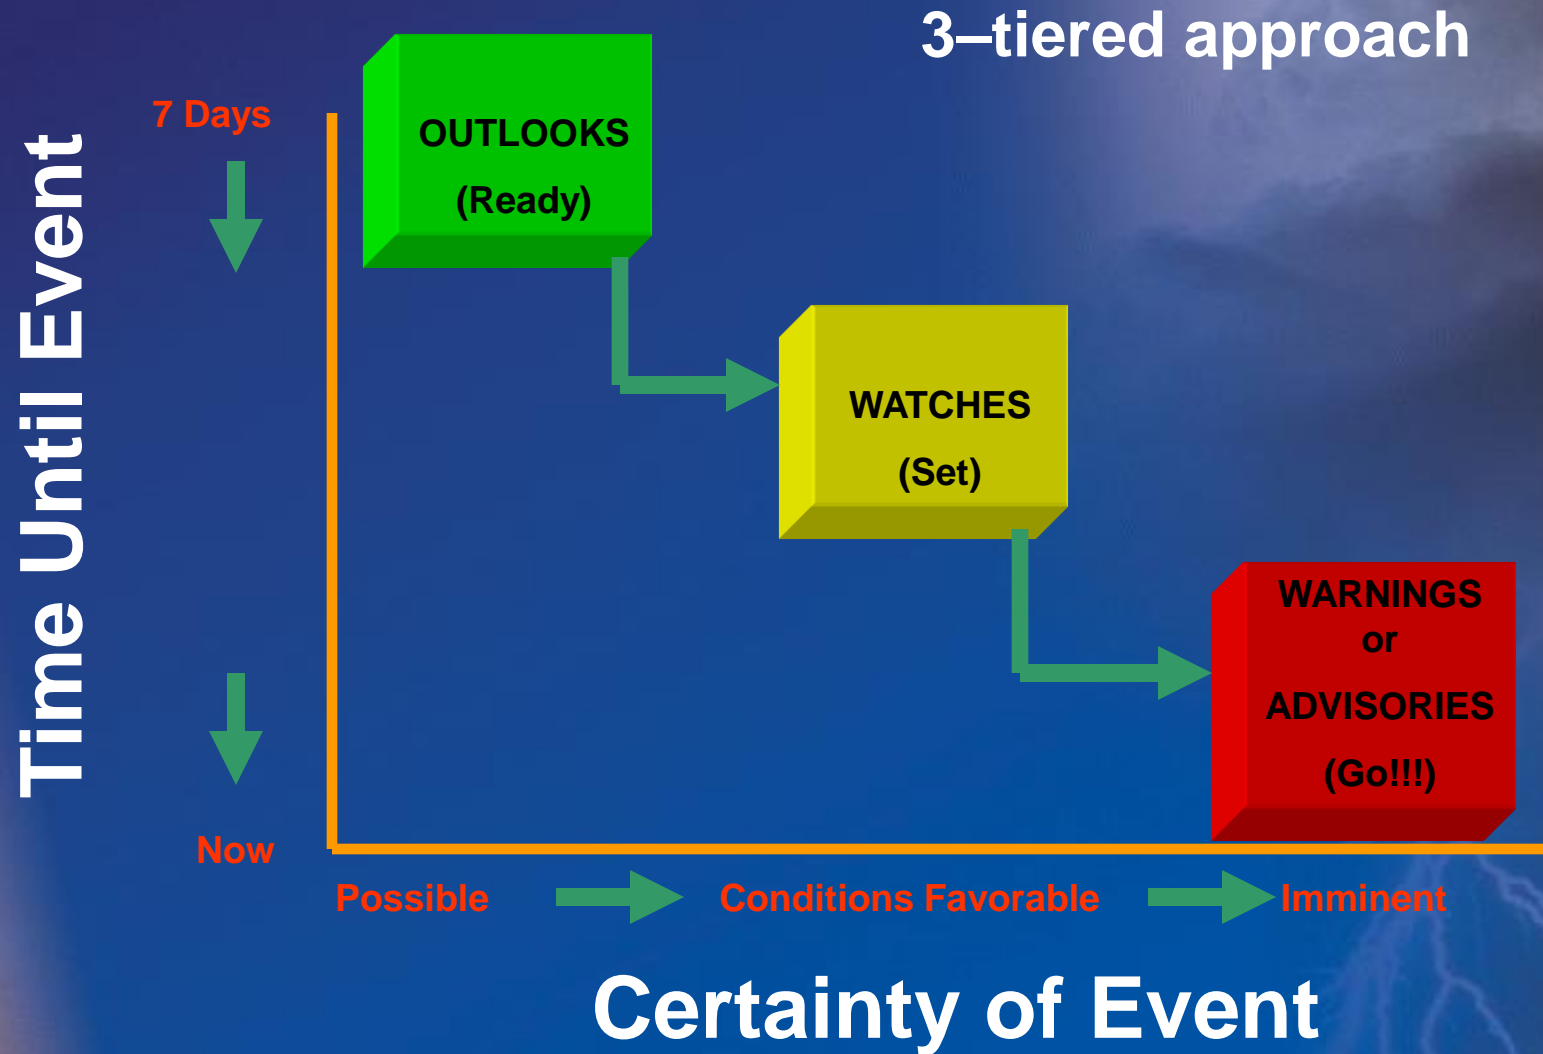 3–tiered approach
7 Days
OUTLOOKS
(Ready)
WATCHES
(Set)
WARNINGS
or
ADVISORIES
(Go!!!)
Time Until Event
Now
Possible
Conditions Favorable
Imminent
Certainty of Event